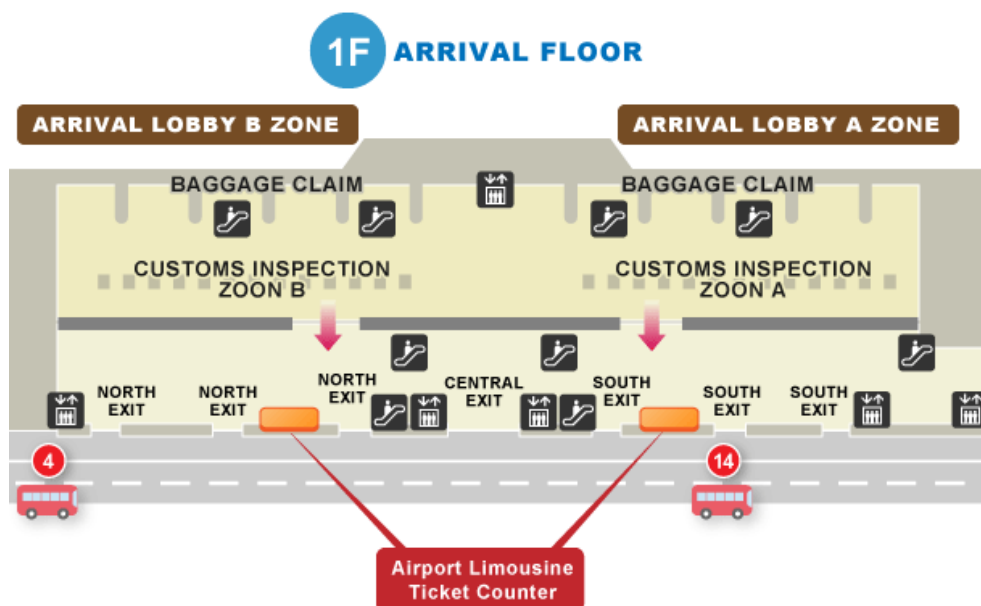 1F ARRIVAL FLOOR
ARRIVAL LOBBY B ZONE
ARRIVAL LOBBY A ZONE
BAGGAGE CLAIM
BAGGAGE CLAIM
CUSTOMS INSPECTION
ZOON B
CUSTOMS INSPECTION
ZOON A
NORTH
EXIT
NORTH
EXIT
NORTH
EXIT
CENTRAL
EXIT
SOUTH
EXIT
SOUTH
EXIT
SOUTH
EXIT
4
14
Airport Limousine
Ticket Counter